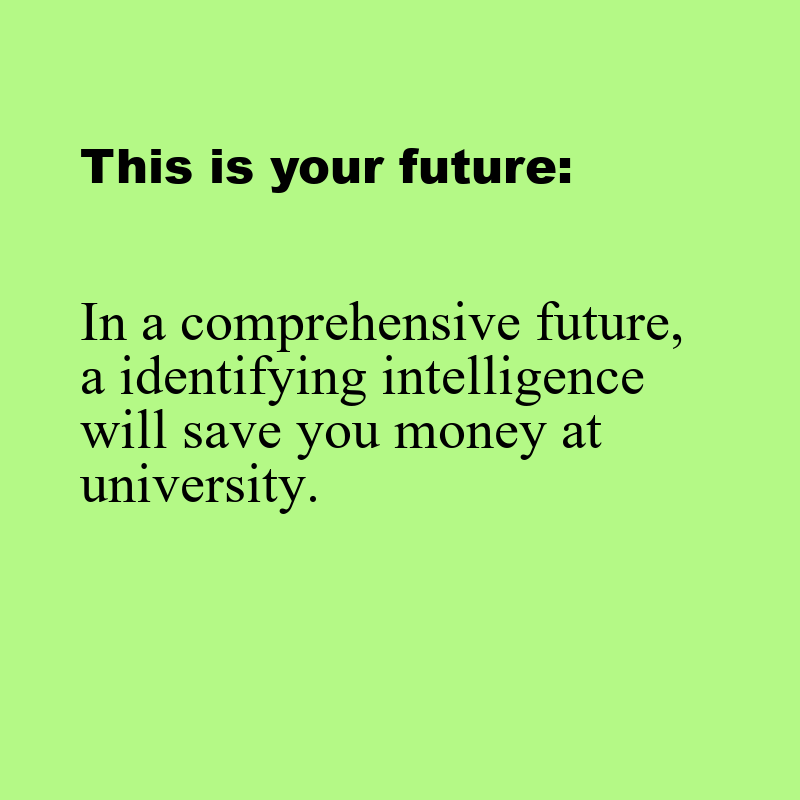 This is your future:
In a comprehensive future,
a identifying intelligence
will save you money at
university.